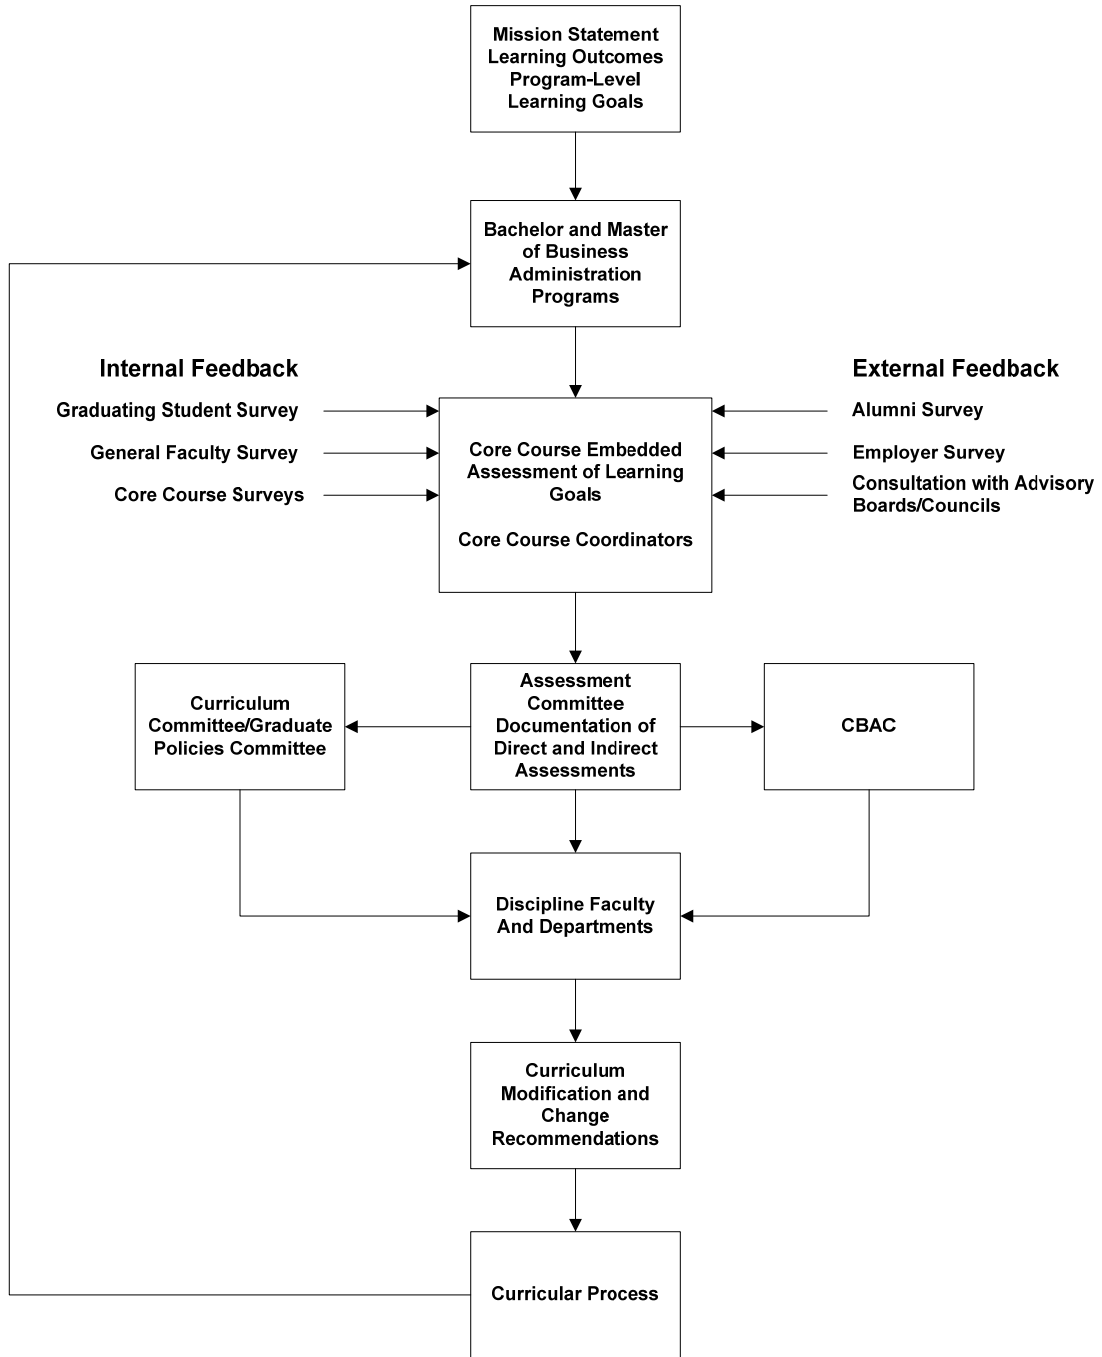 Mission Statement
Learning Outcomes
Program-Level
Learning Goals
Bachelor and Master
of Business
Administration
Programs
Internal Feedback
Graduating Student Survey
General Faculty Survey
Core Course Surveys
External Feedback
Alumni Survey
Employer Survey
Consultation with Advisory
Boards/Councils
Core Course Embedded
Assessment of Learning
Goals
Core Course Coordinators
Curriculum
Committee/Graduate
Policies Committee
Assessment
Committee
Documentation of
Direct and Indirect
Assessments
CBAC
Discipline Faculty
And Departments
Curriculum
Modification and
Change
Recommendations
Curricular Process